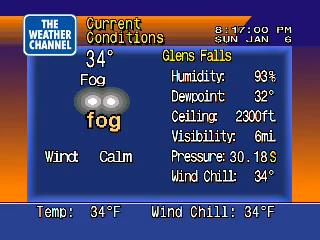 THE
WEATHER
CHANNEL
Current
Conditions
8:17:00 PM
SUN JAN 6
34°
Fog
fog
Wind: Calm
Glens Falls
Humidity: 93%
Dewpoint: 32°
Ceiling: 2300ft
Visibility: 6mi.
Pressure: 30.18 S
Wind Chill: 34°
Temp: 34°F Wind Chill: 34°F